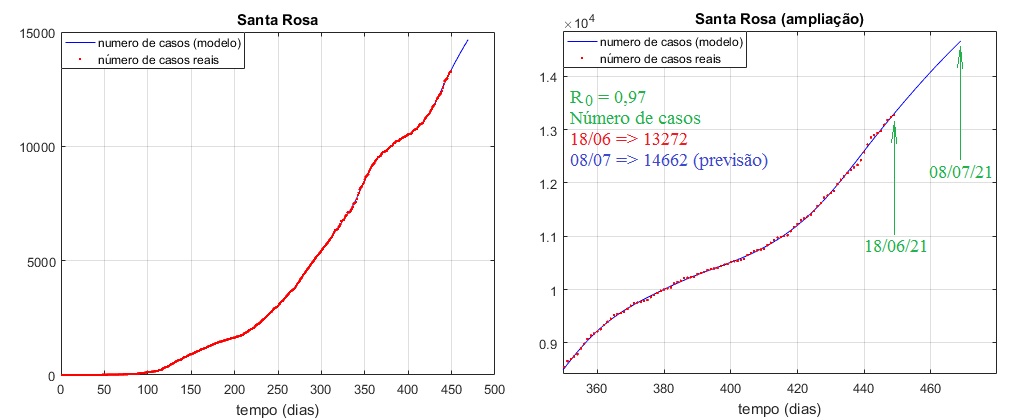 Santa Rosa
numero de casos (modelo)
número de casos reais
15000
10000
5000
0
0 50 100 150 200 250 300 350 400 450 500
tempo (dias)
Santa Rosa (ampliação)
×10⁴
numero de casos (modelo)
número de casos reais
1.4
1.3
1.2
1.1
1
0.9
R₀ = 0,97
Número de casos
18/06 => 13272
08/07 => 14662 (previsão)
08/07/21
18/06/21
360 380 400 420 440 460
tempo (dias)